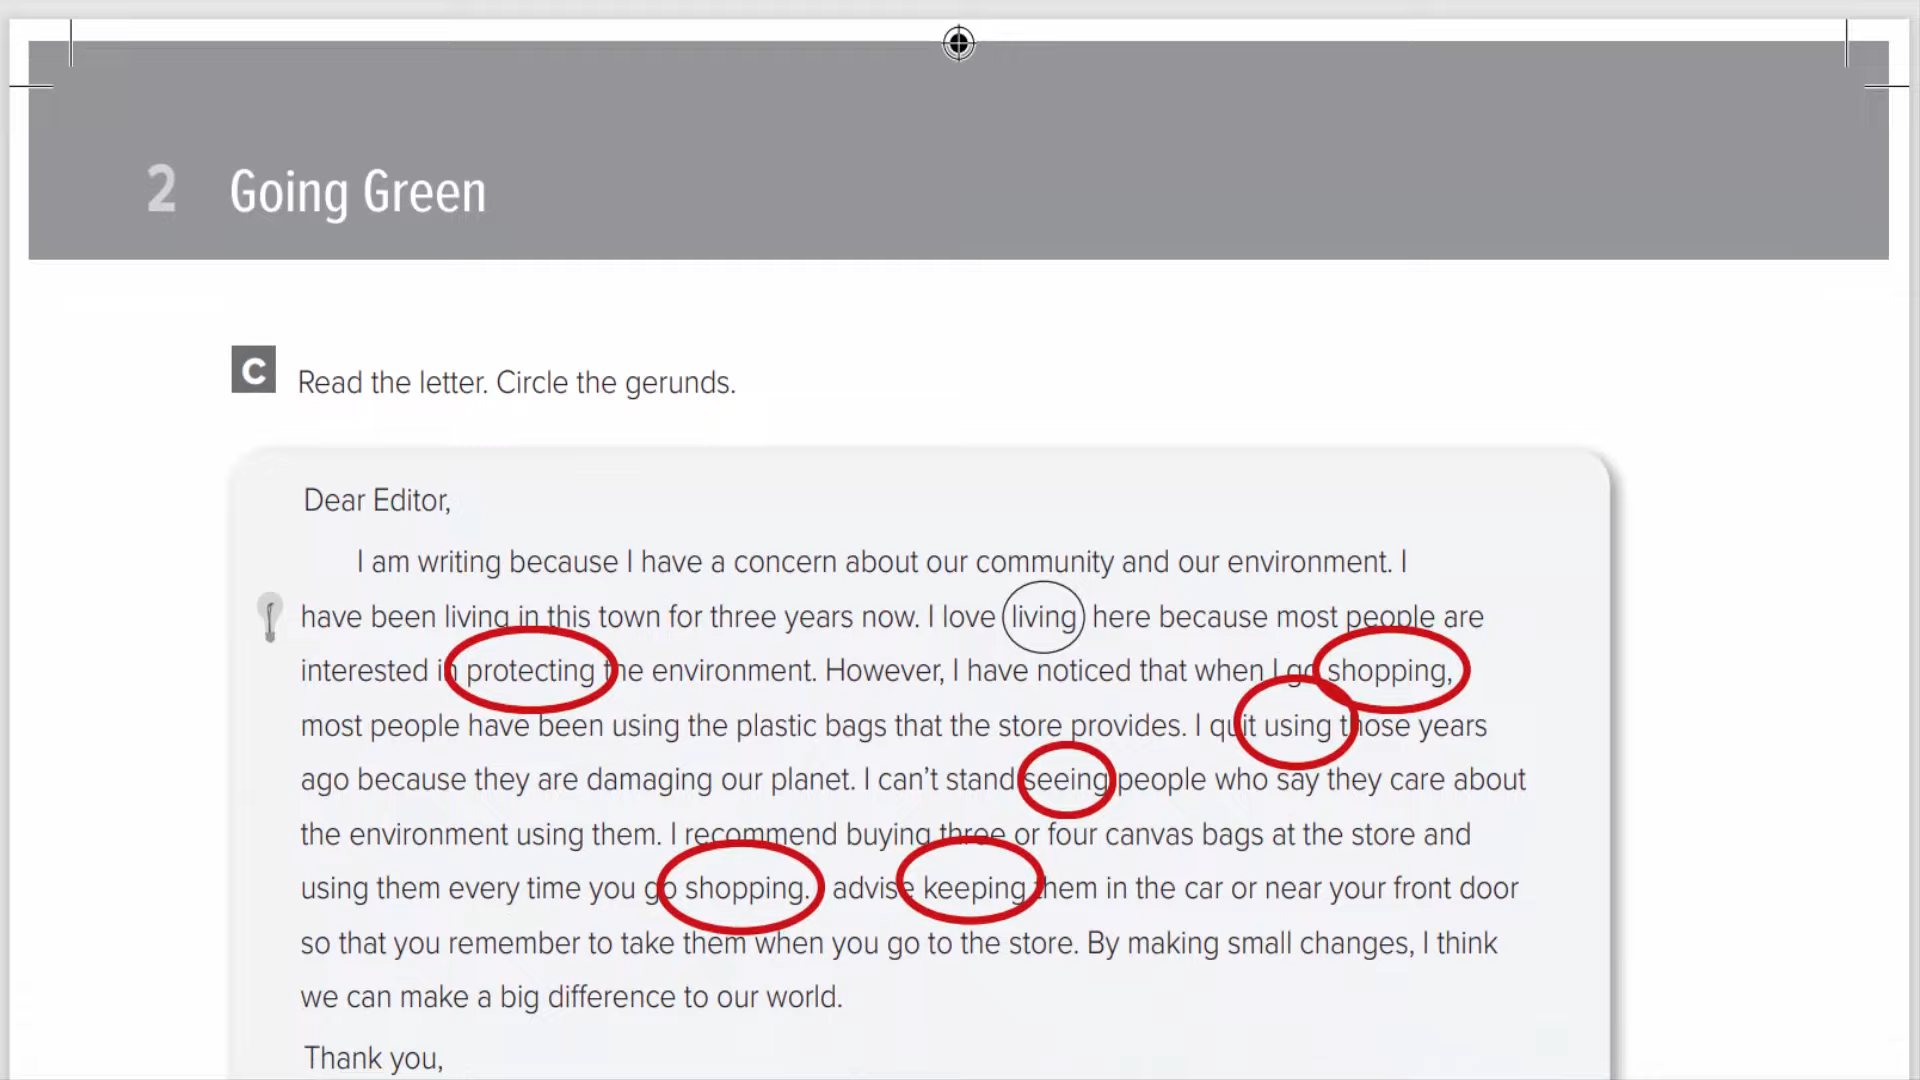 2 Going Green
C Read the letter. Circle the gerunds.
Dear Editor,
I am writing because I have a concern about our community and our environment. I
have been living in this town for three years now. I love living here because most people are
interested in protecting the environment. However, I have noticed that when I go shopping,
most people have been using the plastic bags that the store provides. I quit using those years
ago because they are damaging our planet. I can’t stand seeing people who say they care about
the environment using them. I recommend buying three or four canvas bags at the store and
using them every time you go shopping. I advise keeping them in the car or near your front door
so that you remember to take them when you go to the store. By making small changes, I think
we can make a big difference to our world.
Thank you,